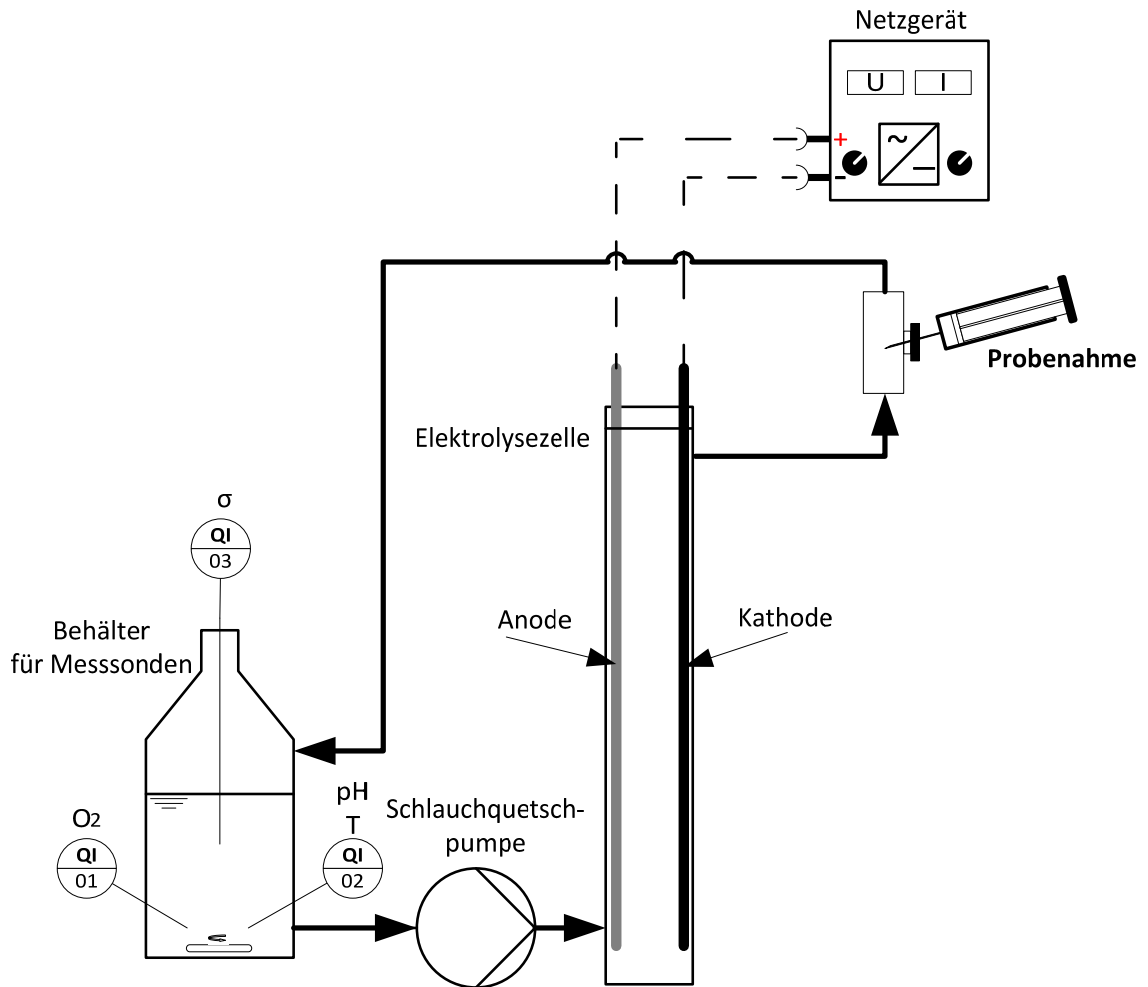 Netzgerät
U I
+
~
-
Probenahme
Elektrolysezelle
σ
QI
03
Anode
Kathode
Behälter
für Messsonden
pH
T
QI
02
O2
QI
01
Schlauchquetsch-
pumpe